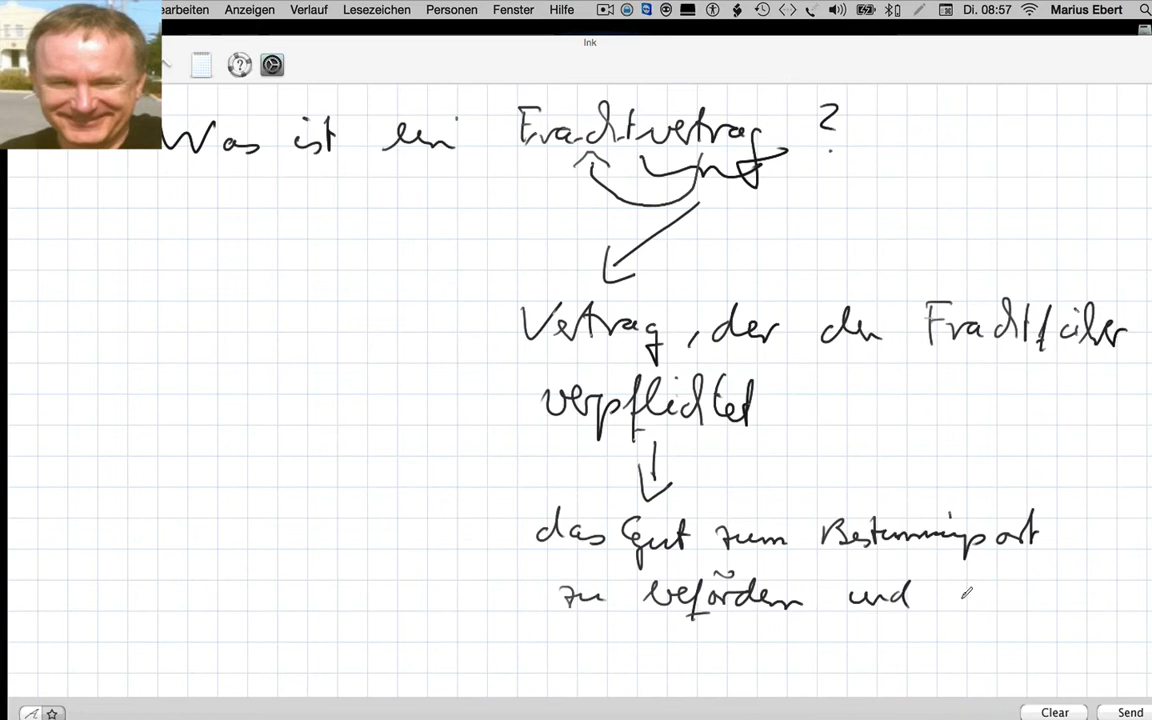 earbeiten Anzeigen Verlauf Lesezeichen Personen Fenster Hilfe Di. 08:57 Marius Ebert
Ink
Was ist ein Frachtvertrag ?
Vertrag, der den Frachtführer
verpflichtet
das Gut zum Bestimmungsort
zu befördern und
Clear Send